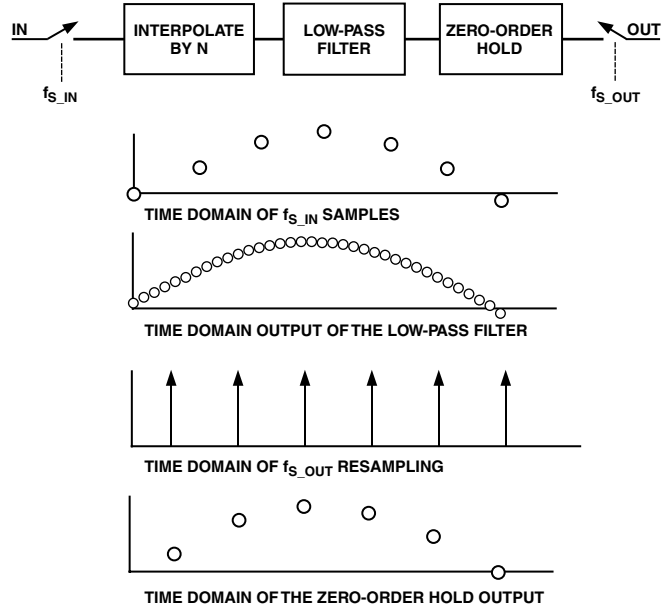 IN
INTERPOLATE
BY N
LOW-PASS
FILTER
ZERO-ORDER
HOLD
OUT
fS_IN
fS_OUT
TIME DOMAIN OF fS_IN SAMPLES
TIME DOMAIN OUTPUT OF THE LOW-PASS FILTER
TIME DOMAIN OF fS_OUT RESAMPLING
TIME DOMAIN OF THE ZERO-ORDER HOLD OUTPUT